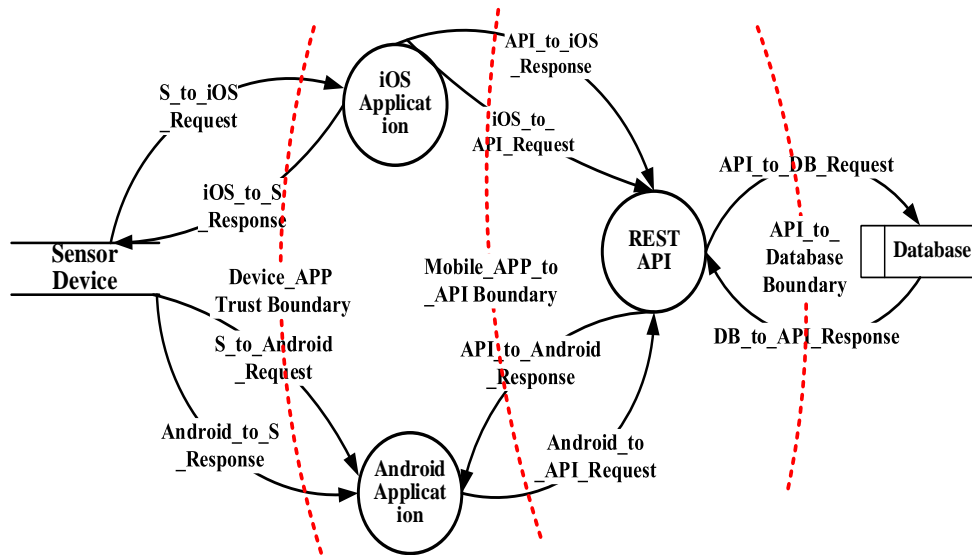 API_to_iOS
_Response
iOS
Applicat
ion
S_to_iOS
_Request
iOS_to_
API_Request
API_to_DB_Request
iOS_to_S
_Response
Sensor
Device
REST
API
API_to_
Database
Boundary
Database
Device_APP
Trust Boundary
Mobile_APP_to
_API Boundary
S_to_Android
_Request
API_to_Android
_Response
DB_to_API_Response
Android_to_S
_Response
Android_to
_API_Request
Android
Applicat
ion